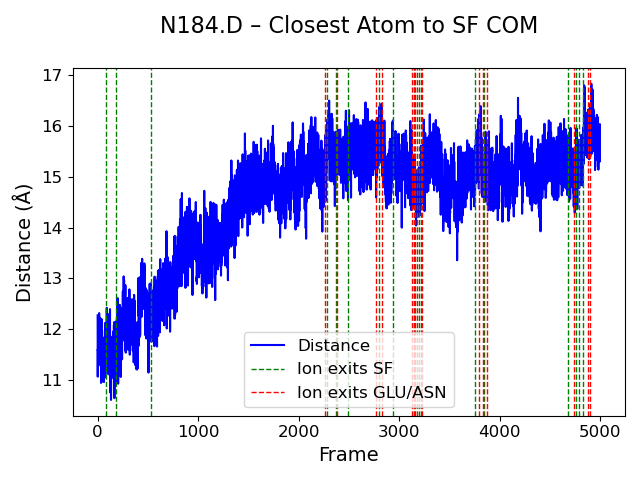 N184.D – Closest Atom to SF COM
Distance (Å)
17
16
15
14
13
12
11
Distance
Ion exits SF
Ion exits GLU/ASN
0
1000
2000
3000
4000
5000
Frame